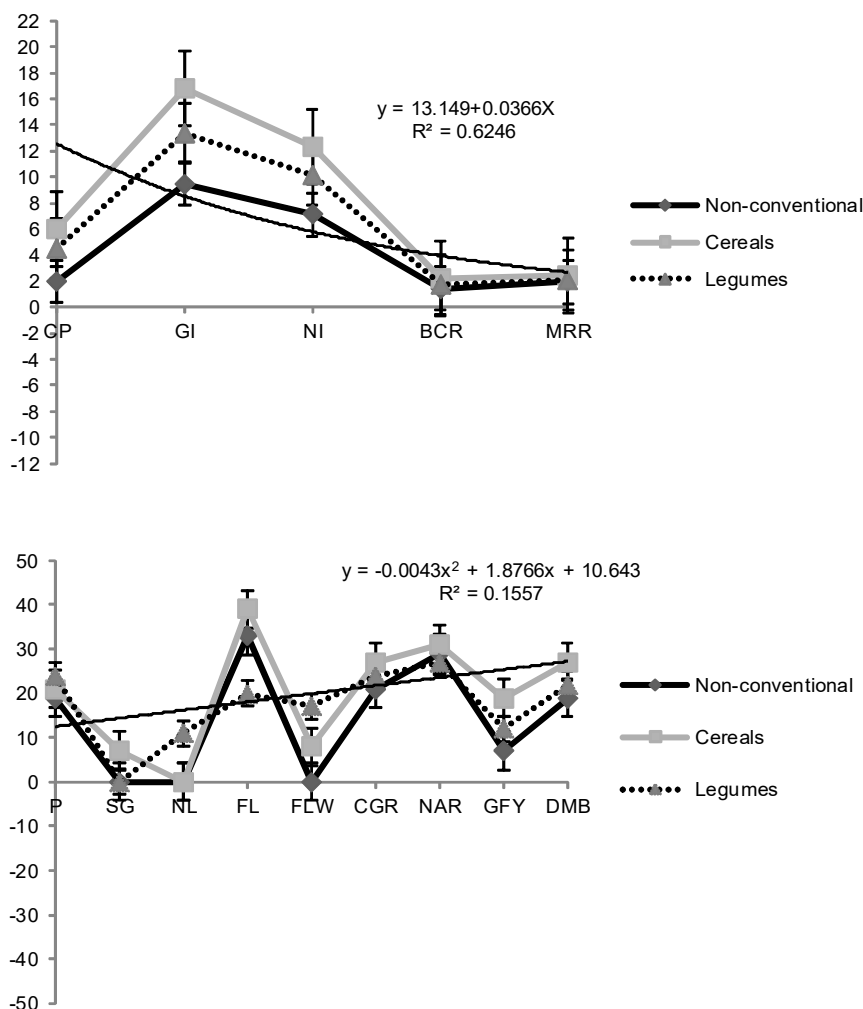 22
20
18
16
14
12
10
8
6
4
2
0
-2
-4
-6
-8
-10
-12
y = 13.149+0.0366X
R² = 0.6246
CP GI NI BCR MRR
Non-conventional
Cereals
Legumes
50
40
30
20
10
0
-10
-20
-30
-40
-50
y = -0.0043x² + 1.8766x + 10.643
R² = 0.1557
P SG NL FL FLW CGR NAR GFY DMB
Non-conventional
Cereals
Legumes